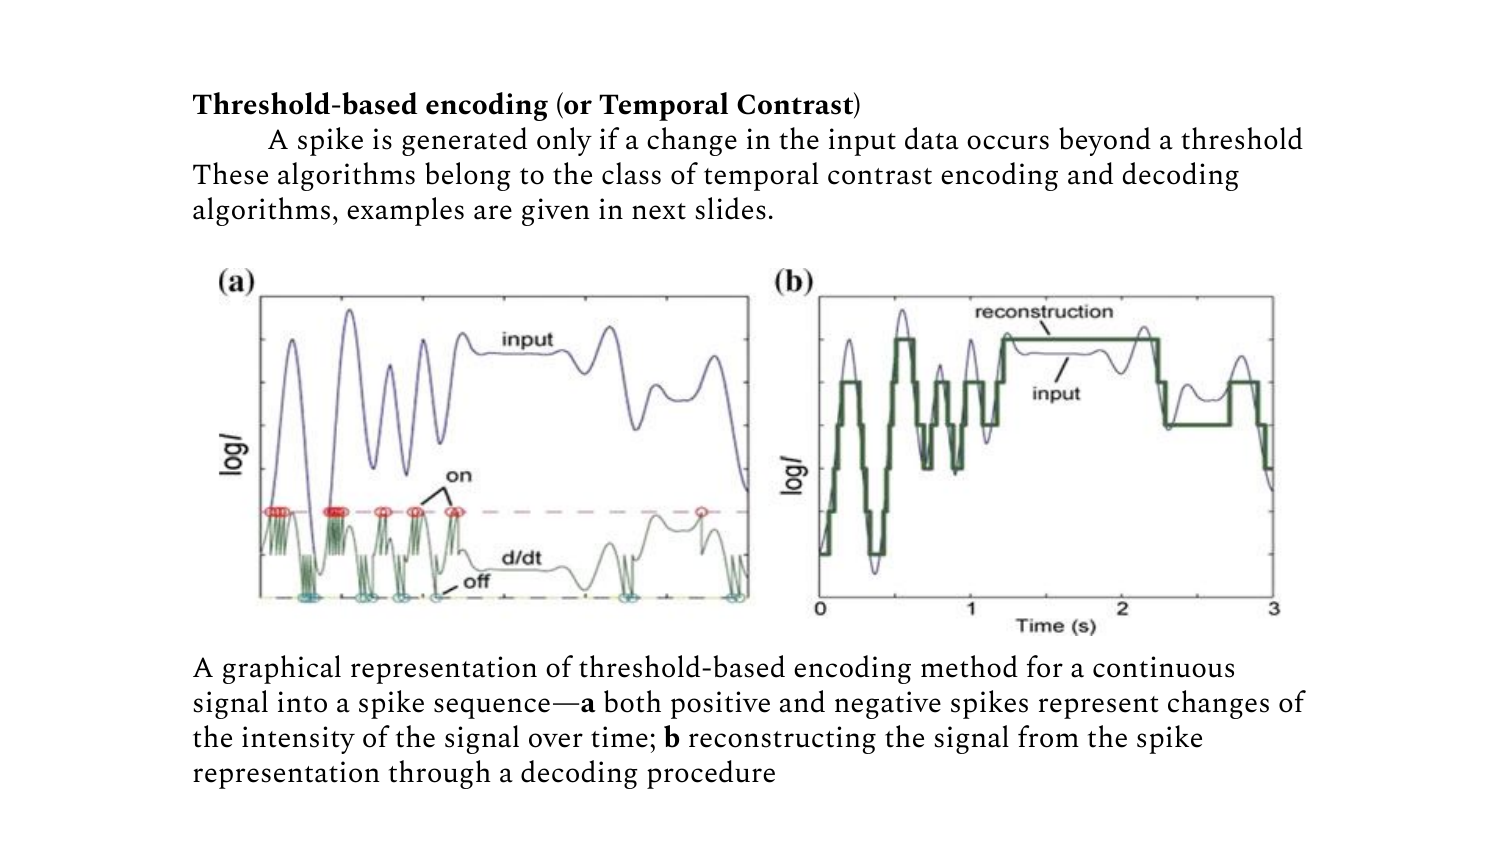 Threshold-based encoding (or Temporal Contrast)
A spike is generated only if a change in the input data occurs beyond a threshold
These algorithms belong to the class of temporal contrast encoding and decoding
algorithms, examples are given in next slides.
(a)
input
logI
on
d/dt
off
(b)
reconstruction
input
logI
0 1 2 3
Time (s)
A graphical representation of threshold-based encoding method for a continuous
signal into a spike sequence—a both positive and negative spikes represent changes of
the intensity of the signal over time; b reconstructing the signal from the spike
representation through a decoding procedure